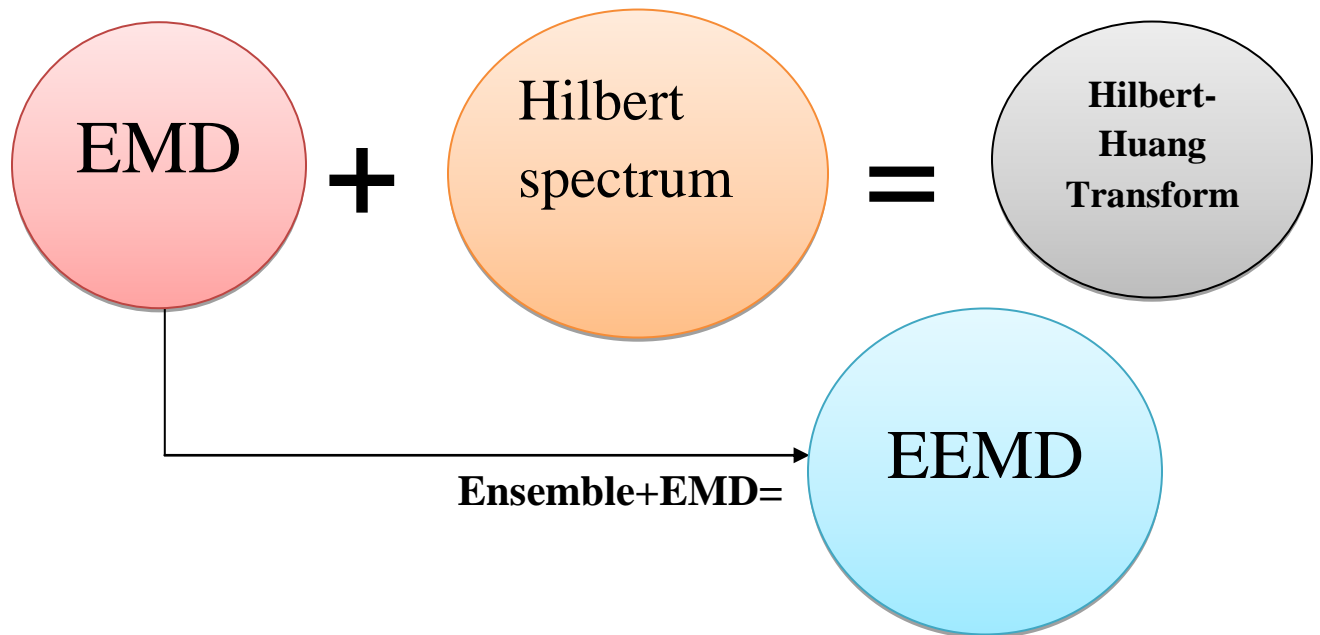 EMD
+
Hilbert
spectrum
=
Hilbert-
Huang
Transform
EEMD
Ensemble+EMD=